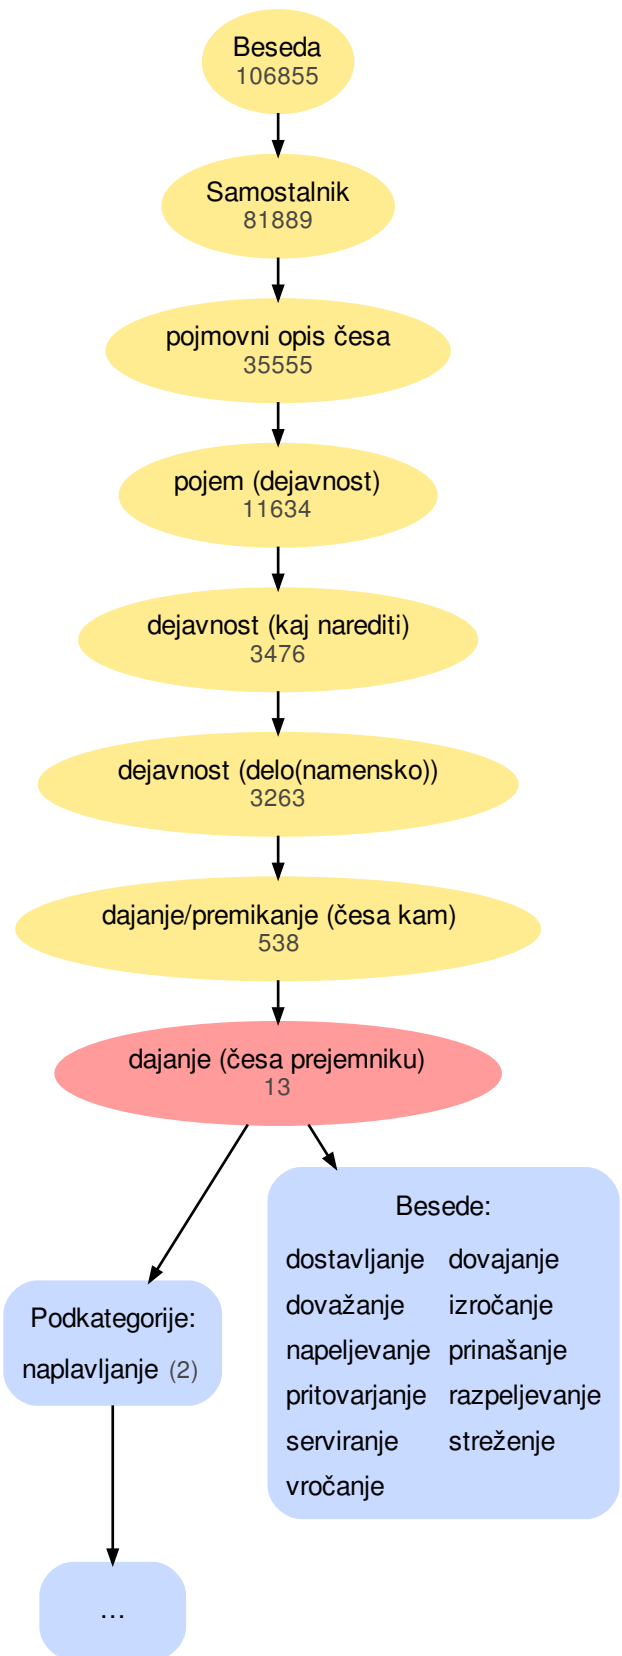 Beseda
106855
Samostalnik
81889
pojmovni opis česa
35555
pojem (dejavnost)
11634
dejavnost (kaj narediti)
3476
dejavnost (delo(namensko))
3263
dajanje/premikanje (česa kam)
538
dajanje (česa prejemniku)
13
Besede:
dostavljanje dovajanje
dovažanje izročanje
napeljevanje prinašanje
pritovarjanje razpeljevanje
serviranje streženje
vročanje
Podkategorije:
naplavljanje (2)
...